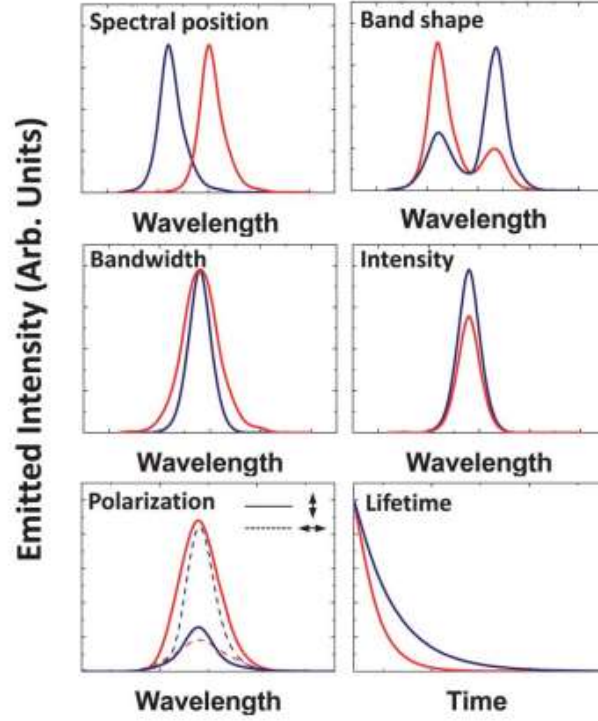 Emitted Intensity (Arb. Units)
Spectral position
Band shape
Wavelength
Wavelength
Bandwidth
Intensity
Wavelength
Wavelength
Polarization
Lifetime
Wavelength
Time